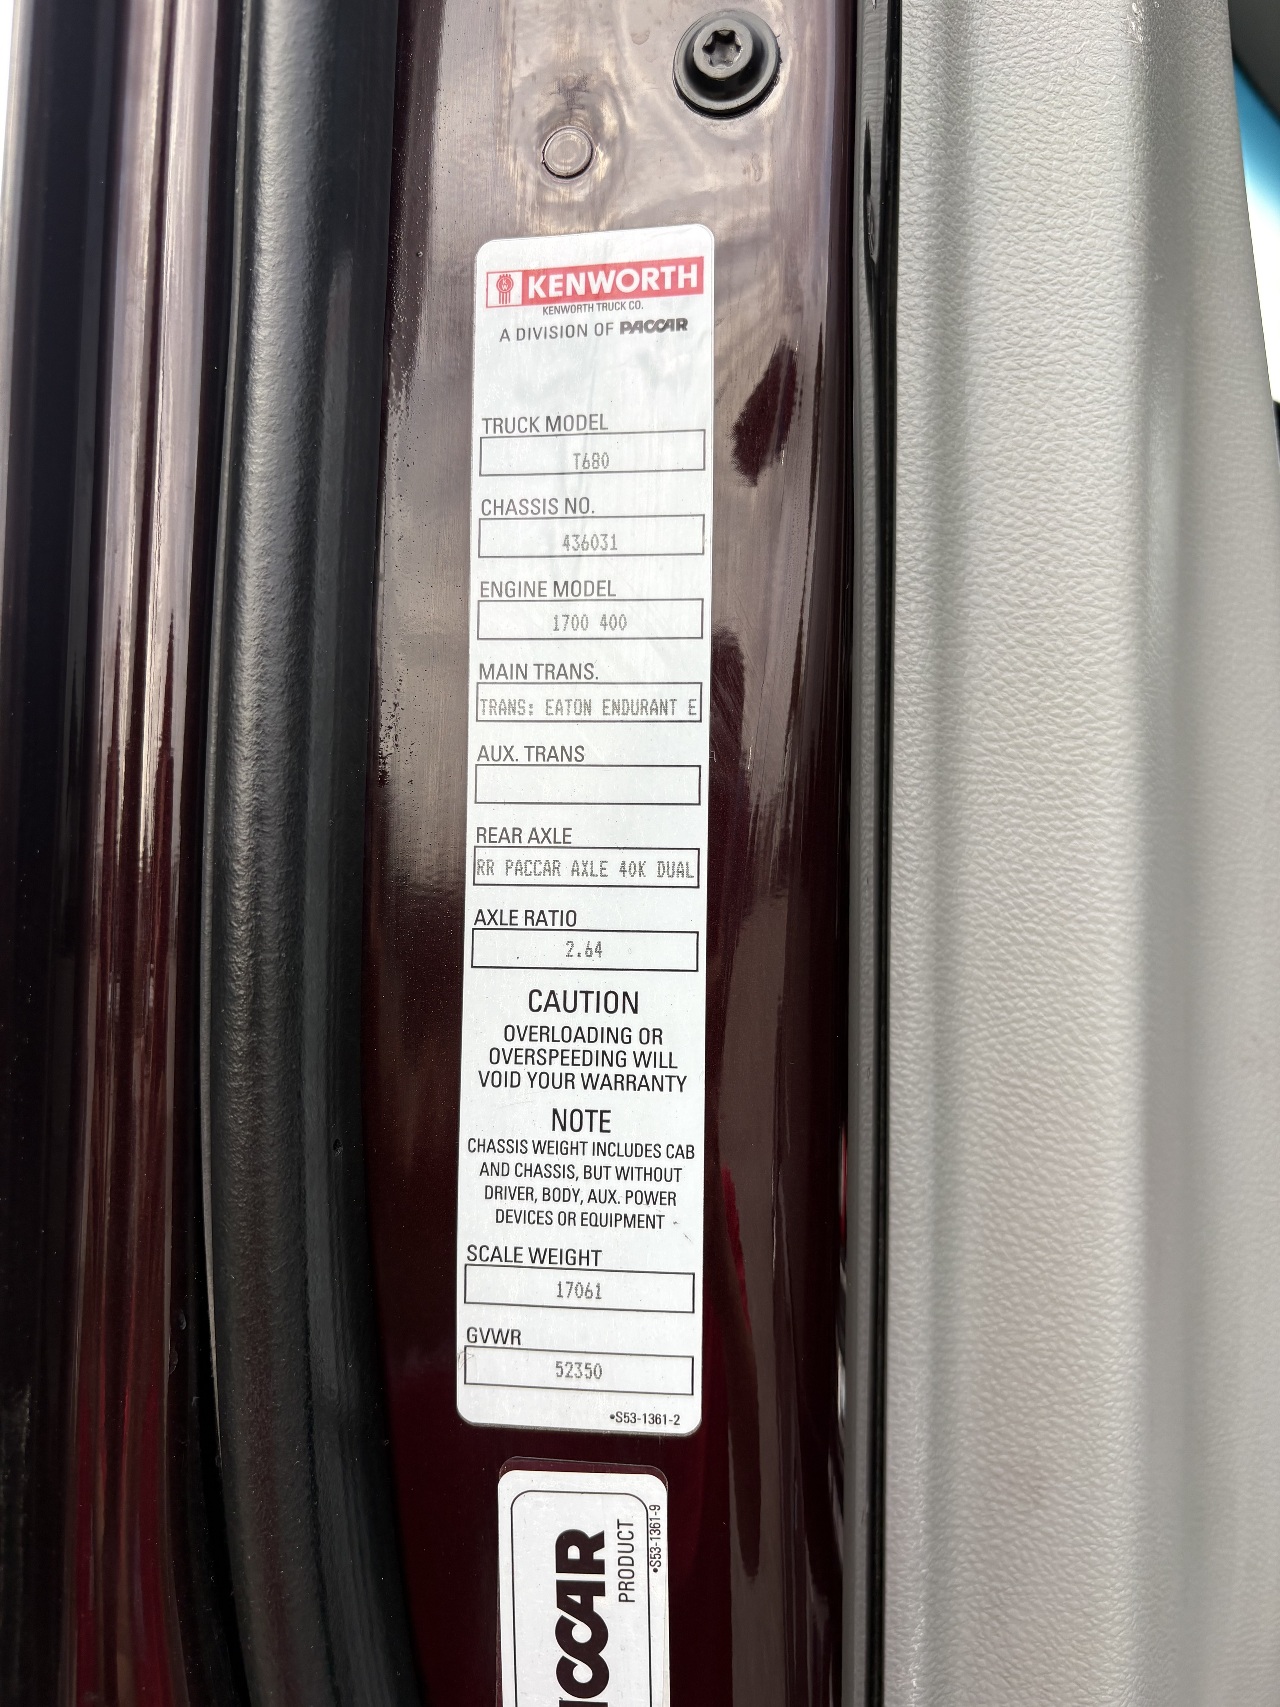 KENWORTH
KENWORTH TRUCK CO.
A DIVISION OF PACCAR
TRUCK MODEL
T680
CHASSIS NO.
436031
ENGINE MODEL
1700 400
MAIN TRANS.
TRANS: EATON ENDURANT E
AUX. TRANS
REAR AXLE
RR PACCAR AXLE 40K DUAL
AXLE RATIO
2.64
CAUTION
OVERLOADING OR
OVERSPEEDING WILL
VOID YOUR WARRANTY
NOTE
CHASSIS WEIGHT INCLUDES CAB
AND CHASSIS, BUT WITHOUT
DRIVER, BODY, AUX. POWER
DEVICES OR EQUIPMENT
SCALE WEIGHT
17061
GVWR
52350
•S53-1361-2
CCAR
PRODUCT
•S53-1361-9